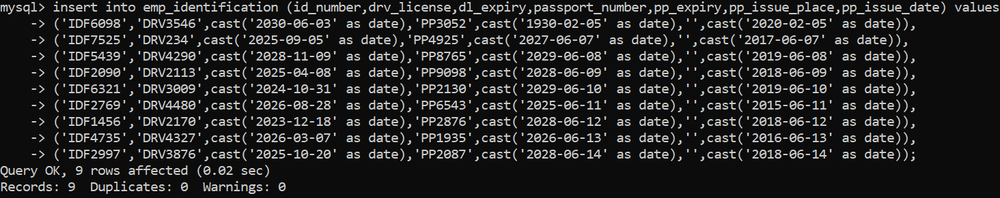 mysql> insert into emp_identification (id_number,drv_license,dl_expiry,passport_number,pp_expiry,pp_issue_place,pp_issue_date) values
    -> ('IDF6098','DRV3546',cast('2030-06-03' as date),'PP3052',cast('1930-02-05' as date),'',cast('2020-02-05' as date)),
    -> ('IDF7525','DRV234',cast('2025-09-05' as date),'PP4925',cast('2027-06-07' as date),'',cast('2017-06-07' as date)),
    -> ('IDF5439','DRV4290',cast('2028-11-09' as date),'PP8765',cast('2029-06-08' as date),'',cast('2019-06-08' as date)),
    -> ('IDF2090','DRV2113',cast('2025-04-08' as date),'PP9098',cast('2028-06-09' as date),'',cast('2018-06-09' as date)),
    -> ('IDF6321','DRV3009',cast('2024-10-31' as date),'PP2130',cast('2029-06-10' as date),'',cast('2019-06-10' as date)),
    -> ('IDF2769','DRV4480',cast('2026-08-28' as date),'PP6543',cast('2025-06-11' as date),'',cast('2015-06-11' as date)),
    -> ('IDF1456','DRV2170',cast('2023-12-18' as date),'PP2876',cast('2028-06-12' as date),'',cast('2018-06-12' as date)),
    -> ('IDF4735','DRV4327',cast('2026-03-07' as date),'PP1935',cast('2026-06-13' as date),'',cast('2016-06-13' as date)),
    -> ('IDF2997','DRV3876',cast('2025-10-20' as date),'PP2087',cast('2028-06-14' as date),'',cast('2018-06-14' as date));
Query OK, 9 rows affected (0.02 sec)
Records: 9  Duplicates: 0  Warnings: 0